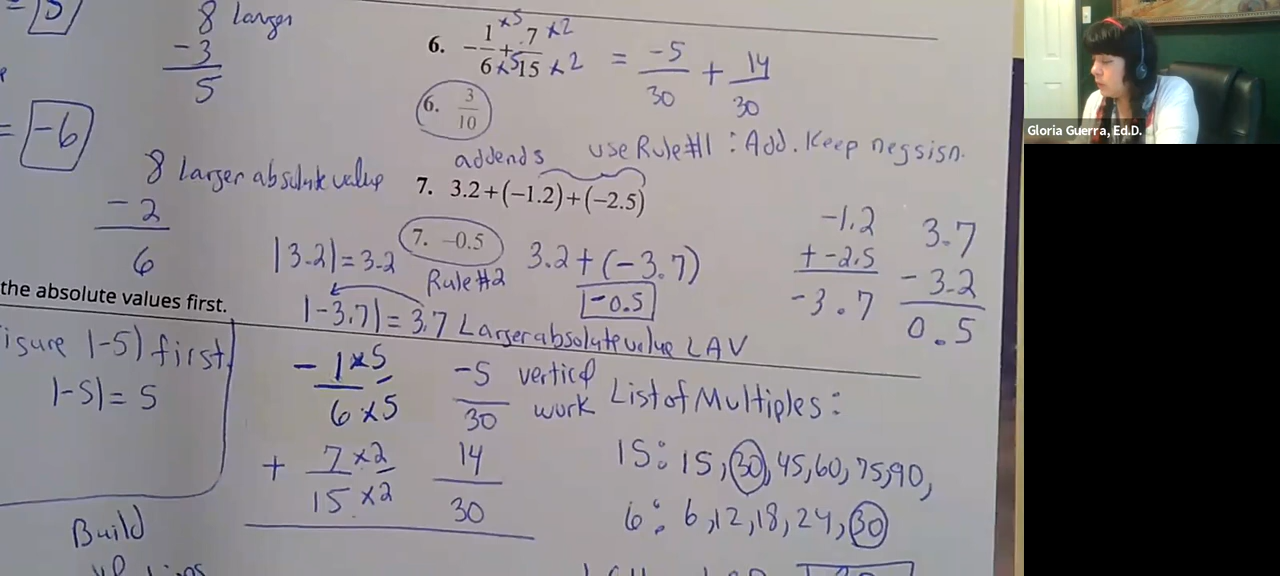 = 5
8 larger
-3
5
= -6
8 larger absolute value
-2
6
the absolute values first.
|-5| first
|-5| = 5
Build
6. -1/6 + 7/15 ×5 ×2 ×5 ×2 = -5/30 + 14/30
6. 3/10
addends use Rule #1 : Add. Keep neg sign.
7. 3.2+(−1.2)+(−2.5)
7. −0.5
3.2+(-3.7)
-0.5
|3.2| = 3.2
Rule #2
|-3.7| = 3.7 Larger absolute value LAV
-1.2
+ -2.5
-3.7
3.7
- 3.2
0.5
- 1×5 / 6×5 -5/30 vertical work
+ 7×2 / 15×2 14/30
List of Multiples:
15: 15, 30, 45, 60, 75, 90,
6: 6, 12, 18, 24, 30
Gloria Guerra, Ed.D.